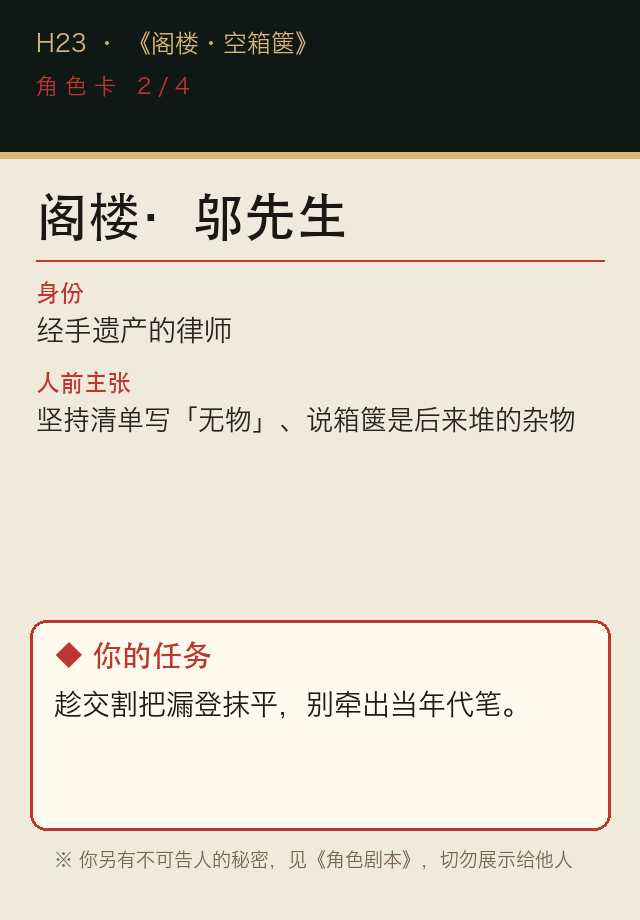 H23 · 《阁楼·空箱箧》
角色卡 2/4
阁楼· 邬先生
身份
经手遗产的律师
人前主张
坚持清单写「无物」、说箱箧是后来堆的杂物
◆ 你的任务
趁交割把漏登抹平，别牵出当年代笔。
※ 你另有不可告人的秘密，见《角色剧本》，切勿展示给他人